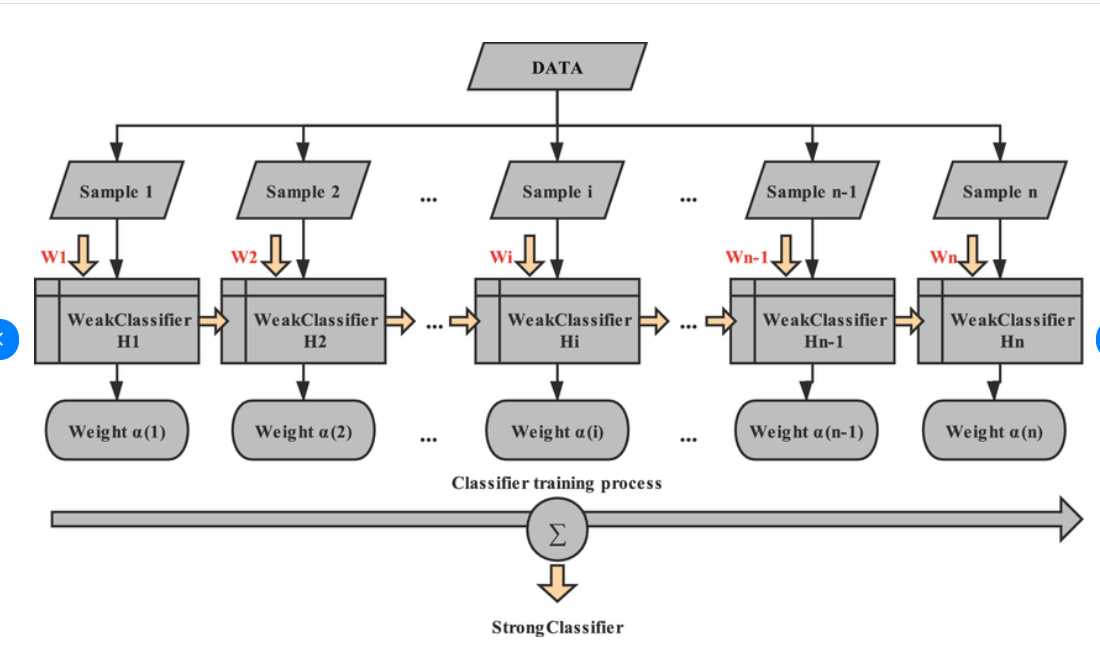 DATA
Sample 1
Sample 2
...
Sample i
...
Sample n-1
Sample n
W1
W2
Wi
Wn-1
Wn
WeakClassifier
H1
WeakClassifier
H2
...
WeakClassifier
Hi
...
WeakClassifier
Hn-1
WeakClassifier
Hn
Weight α(1)
Weight α(2)
...
Weight α(i)
...
Weight α(n-1)
Weight α(n)
Classifier training process
∑
StrongClassifier